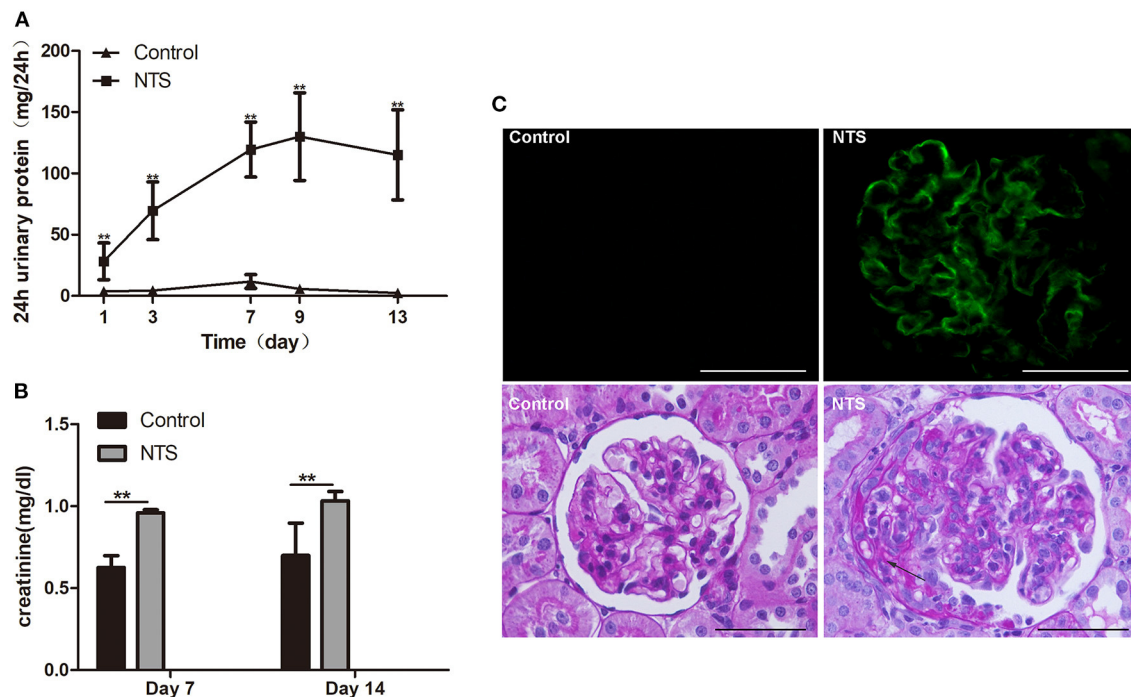 A
24h urinary protein（mg/24h）
200
150
100
50
0
Control
NTS
**
**
**
**
**
1
3
7
9
13
Time（day）
B
creatinine(mg/dl)
1.5
1.0
0.5
0.0
Control
NTS
**
**
Day 7
Day 14
C
Control
NTS
Control
NTS